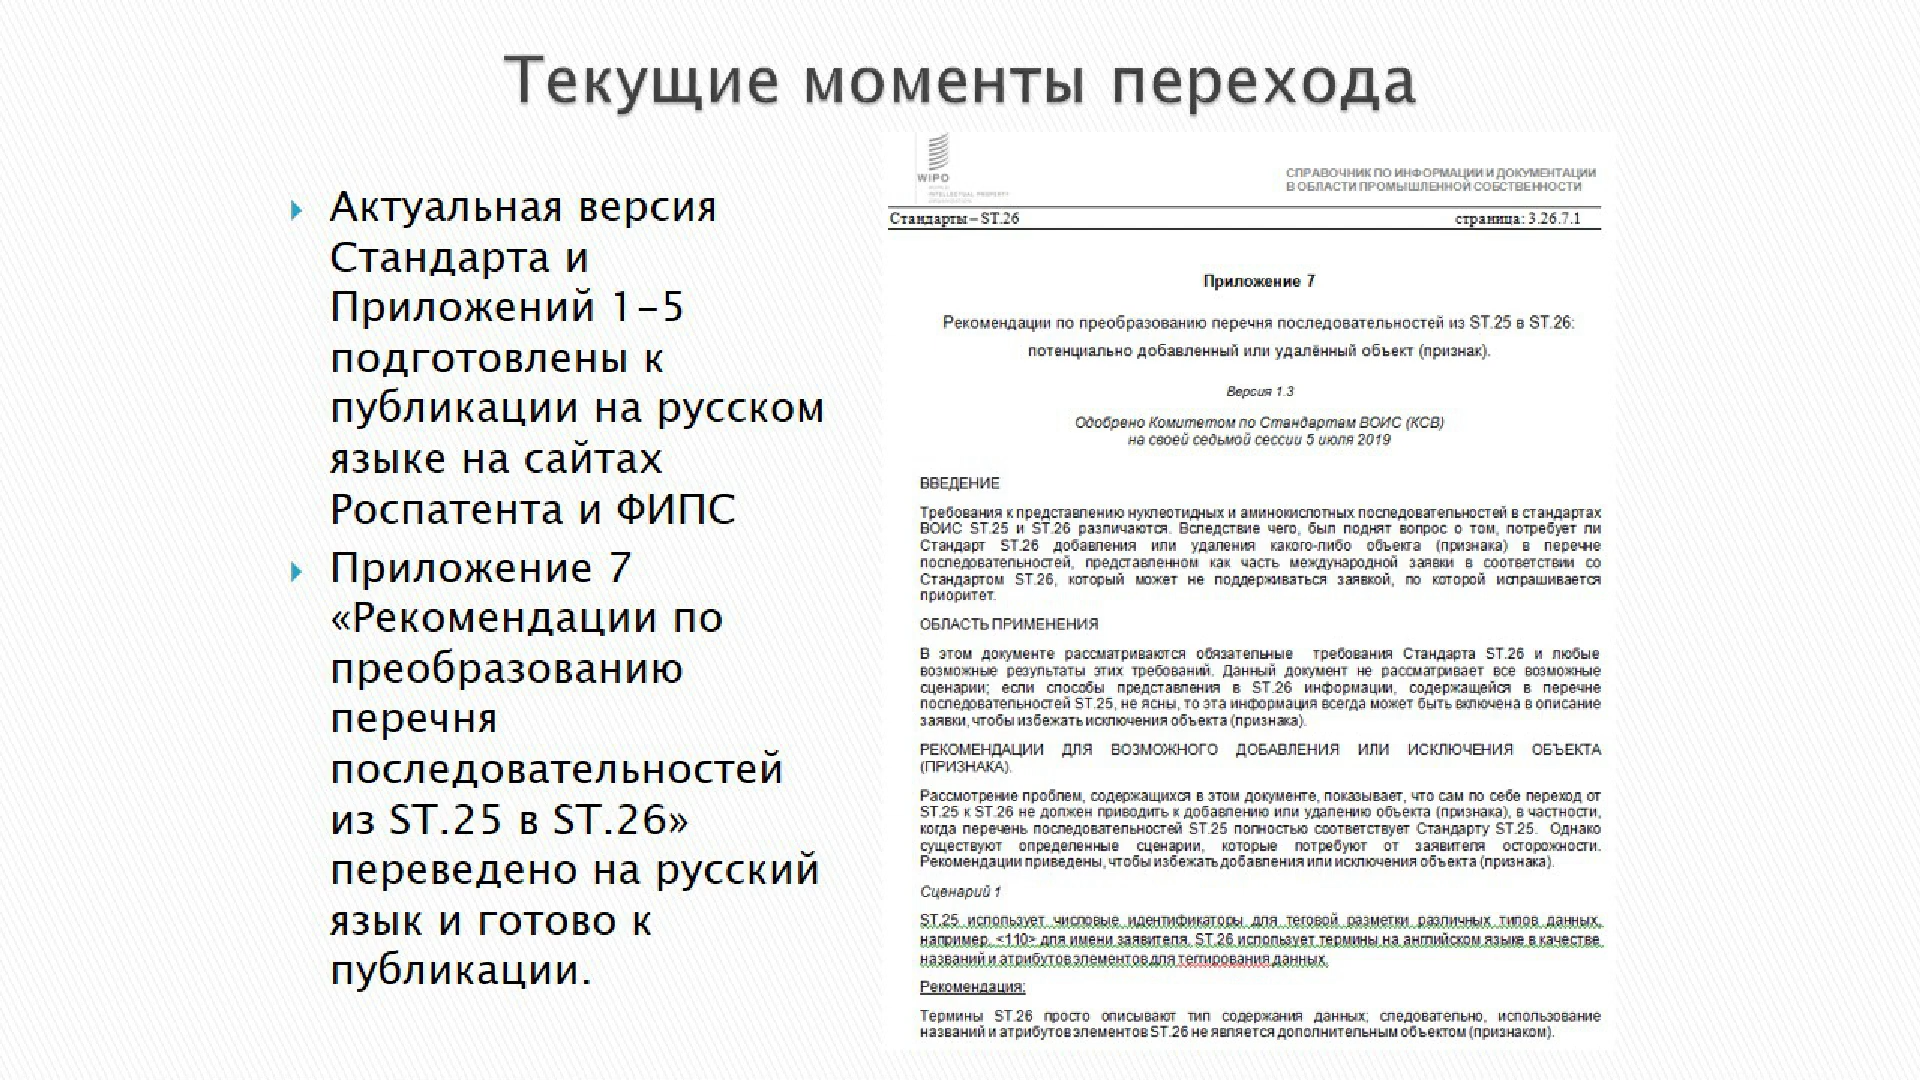 Текущие моменты перехода
Актуальная версия
Стандарта и
Приложений 1-5
подготовлены к
публикации на русском
языке на сайтах
Роспатента и ФИПС
Приложение 7
«Рекомендации по
преобразованию
перечня
последовательностей
из ST.25 в ST.26»
переведено на русский
язык и готово к
публикации.
WIPO
WORLD
INTELLECTUAL PROPERTY
ORGANIZATION
СПРАВОЧНИК ПО ИНФОРМАЦИИ И ДОКУМЕНТАЦИИ
В ОБЛАСТИ ПРОМЫШЛЕННОЙ СОБСТВЕННОСТИ
Стандарты – ST.26 страница: 3.26.7.1
Приложение 7
Рекомендации по преобразованию перечня последовательностей из ST.25 в ST.26:
потенциально добавленный или удалённый объект (признак).
Версия 1.3
Одобрено Комитетом по Стандартам ВОИС (КСВ)
на своей седьмой сессии 5 июля 2019
ВВЕДЕНИЕ
Требования к представлению нуклеотидных и аминокислотных последовательностей в стандартах
ВОИС ST.25 и ST.26 различаются. Вследствие чего, был поднят вопрос о том, потребует ли
Стандарт ST.26 добавления или удаления какого-либо объекта (признака) в перечне
последовательностей, представленном как часть международной заявки в соответствии со
Стандартом ST.26, который может не поддерживаться заявкой, по которой испрашивается
приоритет.
ОБЛАСТЬ ПРИМЕНЕНИЯ
В этом документе рассматриваются обязательные требования Стандарта ST.26 и любые
возможные результаты этих требований. Данный документ не рассматривает все возможные
сценарии; если способы представления в ST.26 информации, содержащейся в перечне
последовательностей ST.25, не ясны, то эта информация всегда может быть включена в описание
заявки, чтобы избежать исключения объекта (признака).
РЕКОМЕНДАЦИИ ДЛЯ ВОЗМОЖНОГО ДОБАВЛЕНИЯ ИЛИ ИСКЛЮЧЕНИЯ ОБЪЕКТА
(ПРИЗНАКА).
Рассмотрение проблем, содержащихся в этом документе, показывает, что сам по себе переход от
ST.25 к ST.26 не должен приводить к добавлению или удалению объекта (признака), в частности,
когда перечень последовательностей ST.25 полностью соответствует Стандарту ST.25. Однако
существуют определенные сценарии, которые потребуют от заявителя осторожности.
Рекомендации приведены, чтобы избежать добавления или исключения объекта (признака).
Сценарий 1
ST.25 использует числовые идентификаторы для теговой разметки различных типов данных,
например, <110> для имени заявителя. ST.26 использует термины на английском языке в качестве
названий и атрибутов элементов для теггирования данных.
Рекомендация:
Термины ST.26 просто описывают тип содержания данных; следовательно, использование
названий и атрибутов элементов ST.26 не является дополнительным объектом (признаком).